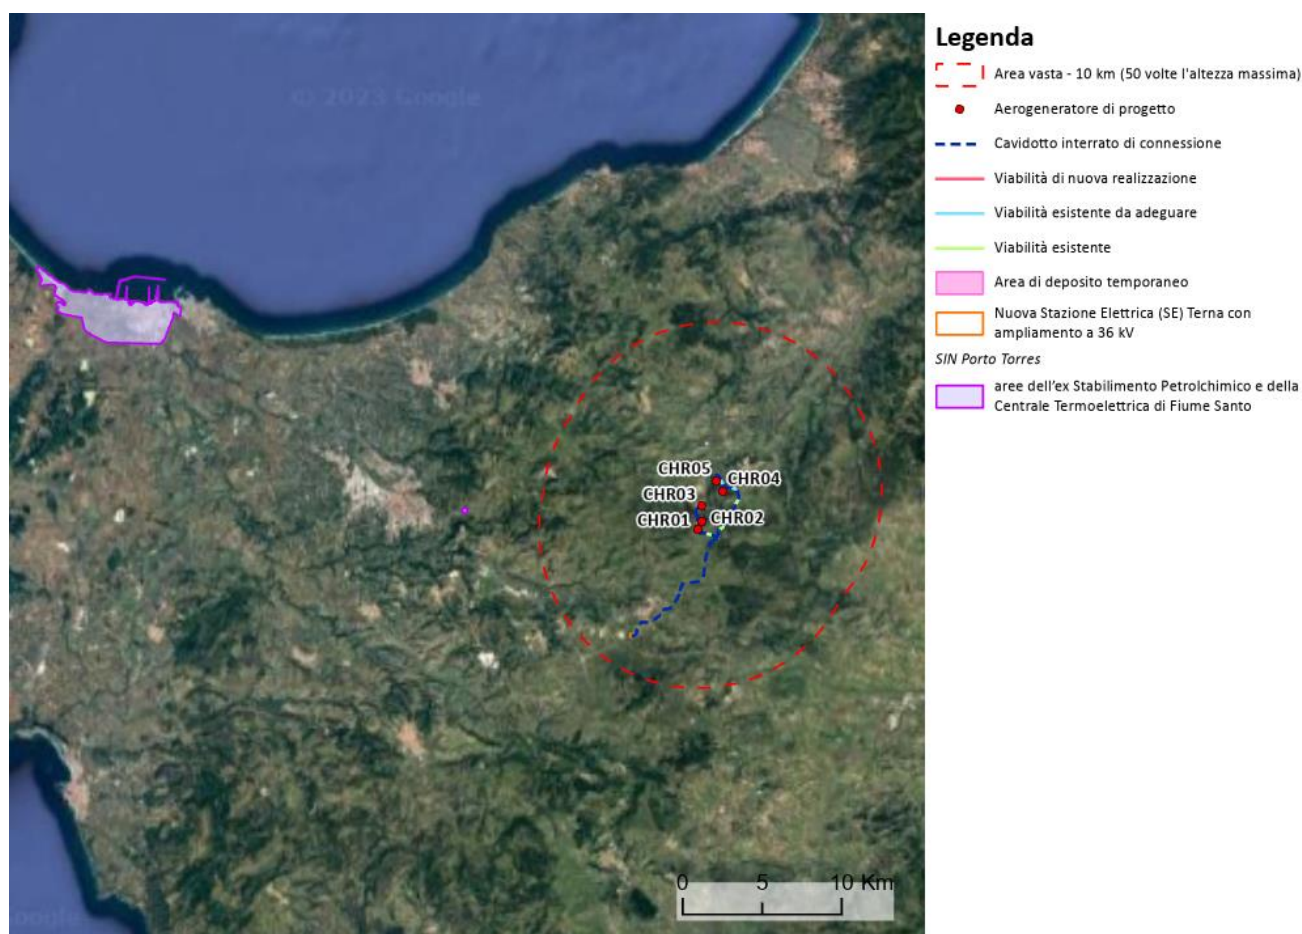 © 2023 Google
Legenda
Area vasta - 10 km (50 volte l'altezza massima)
Aerogeneratore di progetto
Cavidotto interrato di connessione
Viabilità di nuova realizzazione
Viabilità esistente da adeguare
Viabilità esistente
Area di deposito temporaneo
Nuova Stazione Elettrica (SE) Terna con
ampliamento a 36 kV
SIN Porto Torres
aree dell'ex Stabilimento Petrolchimico e della
Centrale Termoelettrica di Fiume Santo
CHR05
CHR04
CHR03
CHR01
CHR02
0 5 10 Km